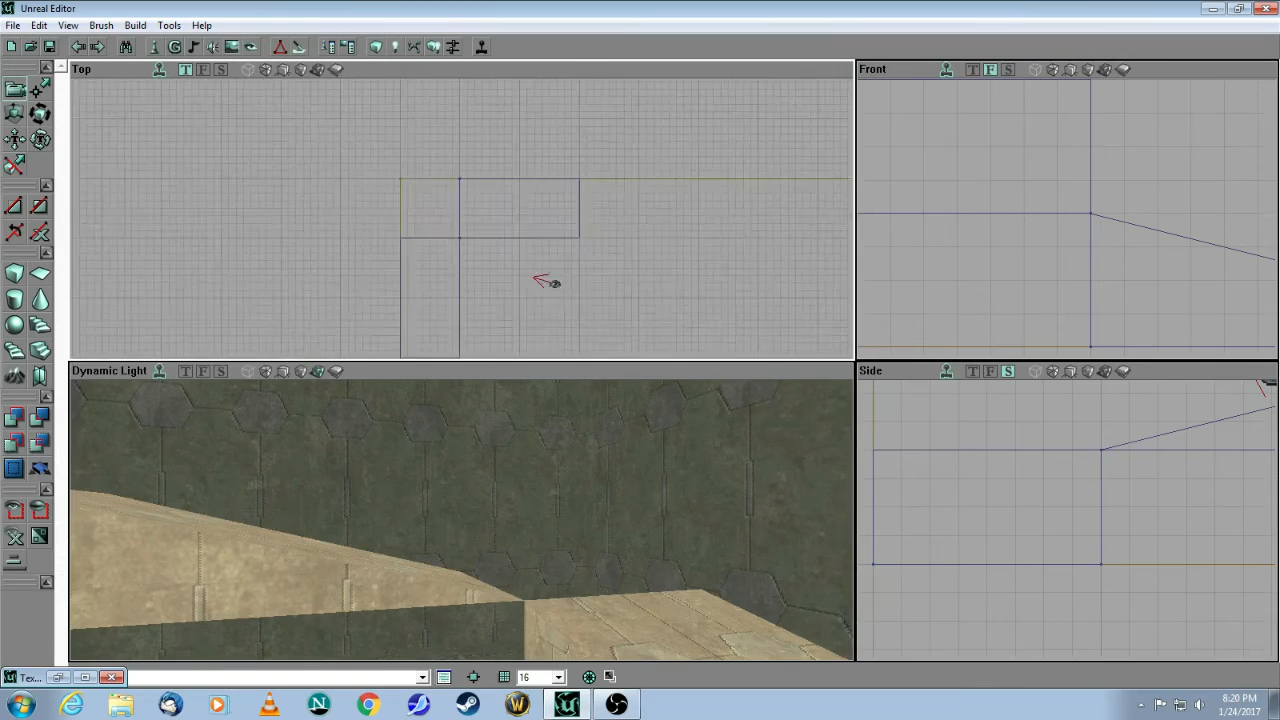 Unreal Editor
File Edit View Brush Build Tools Help
Top T F S
Front T F S
Dynamic Light T F S
Side T F S
Tex...
16
8:20 PM
1/24/2017